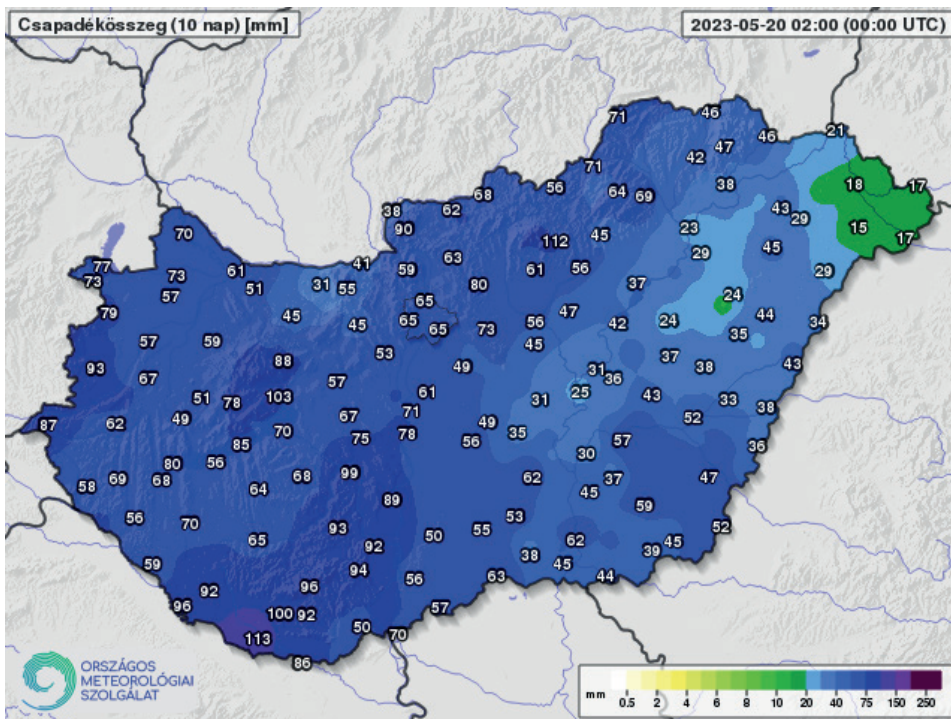 Csapadékösszeg (10 nap) [mm]
2023-05-20 02:00 (00:00 UTC)
71 46
46 21
47
42
71
38 18 17
68 56 64 69
38 62 43
29
90 23 15 17
70 112 45
45
41 59 63 29
77 61 61 56 29
73 73 31 55 80 37
57 51 24
65
79 45 45 65 65 73 56 47 42 24 44 34
35
57 59 45
53
88 49 37 38 43
93 67 57 31 36
103 61 25 43 33
51 78 31 38
87 62 49 67 71 49 52
70 75 78 56 35 57 36
85 30
80 56
69 68 68 99 62 37 47
58 64 89 45
59
56 70 93 50 55 53 52
65 92 62 45
38 39
59 94 45
96 56 63 44
92
96 100 92 57
113 50 70
86
ORSZÁGOS
METEOROLÓGIAI
SZOLGÁLAT
mm 0,5 2 4 6 8 10 20 40 75 150 250